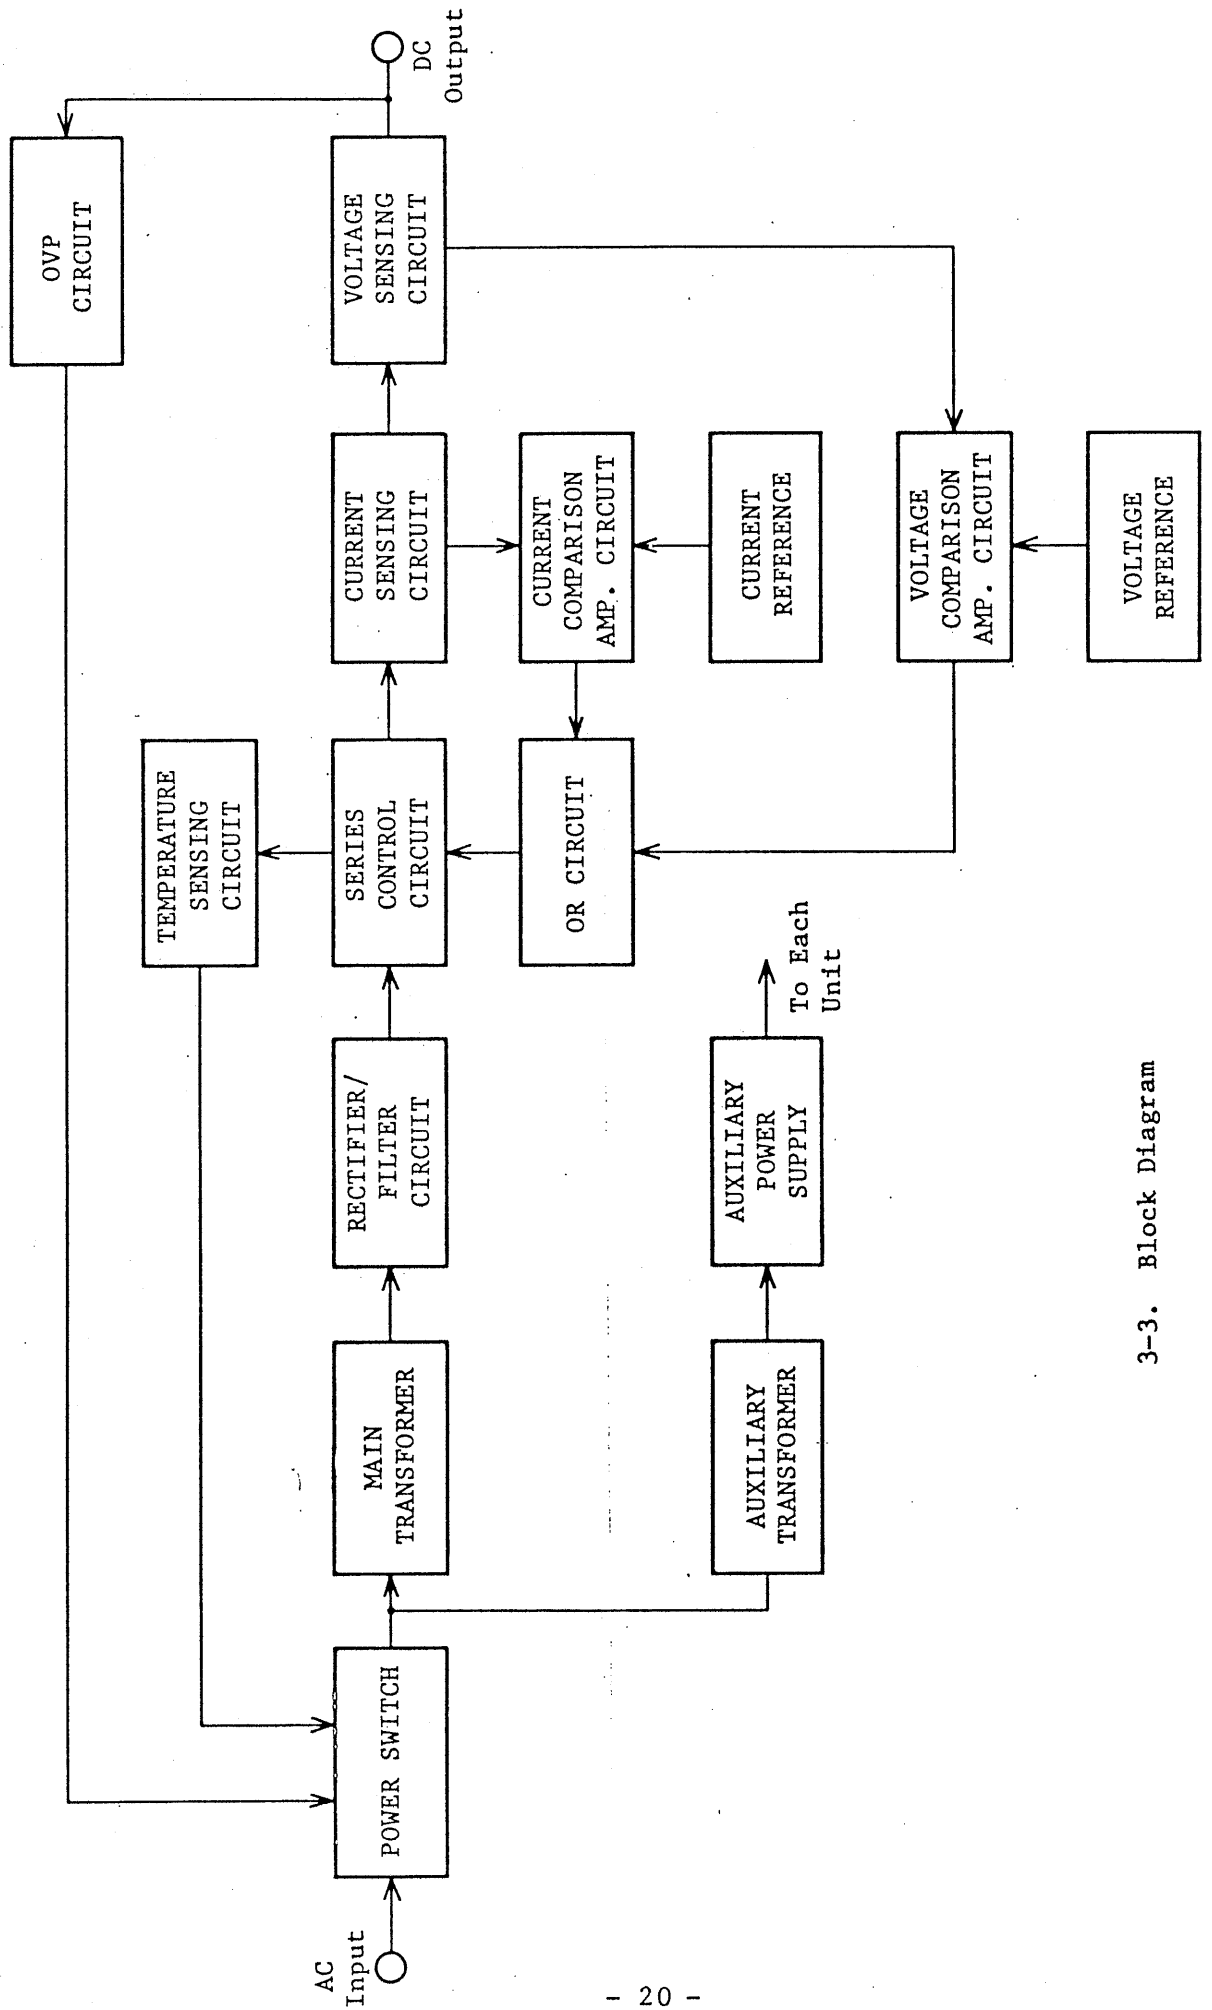 OVP
CIRCUIT
TEMPERATURE
SENSING
CIRCUIT
AC
Input
POWER SWITCH
MAIN
TRANSFORMER
RECTIFIER/
FILTER
CIRCUIT
SERIES
CONTROL
CIRCUIT
CURRENT
SENSING
CIRCUIT
VOLTAGE
SENSING
CIRCUIT
DC
Output
OR CIRCUIT
CURRENT
COMPARISON
AMP. CIRCUIT
AUXILIARY
TRANSFORMER
AUXILIARY
POWER
SUPPLY
To Each
Unit
CURRENT
REFERENCE
VOLTAGE
COMPARISON
AMP. CIRCUIT
VOLTAGE
REFERENCE
3-3. Block Diagram
- 20 -